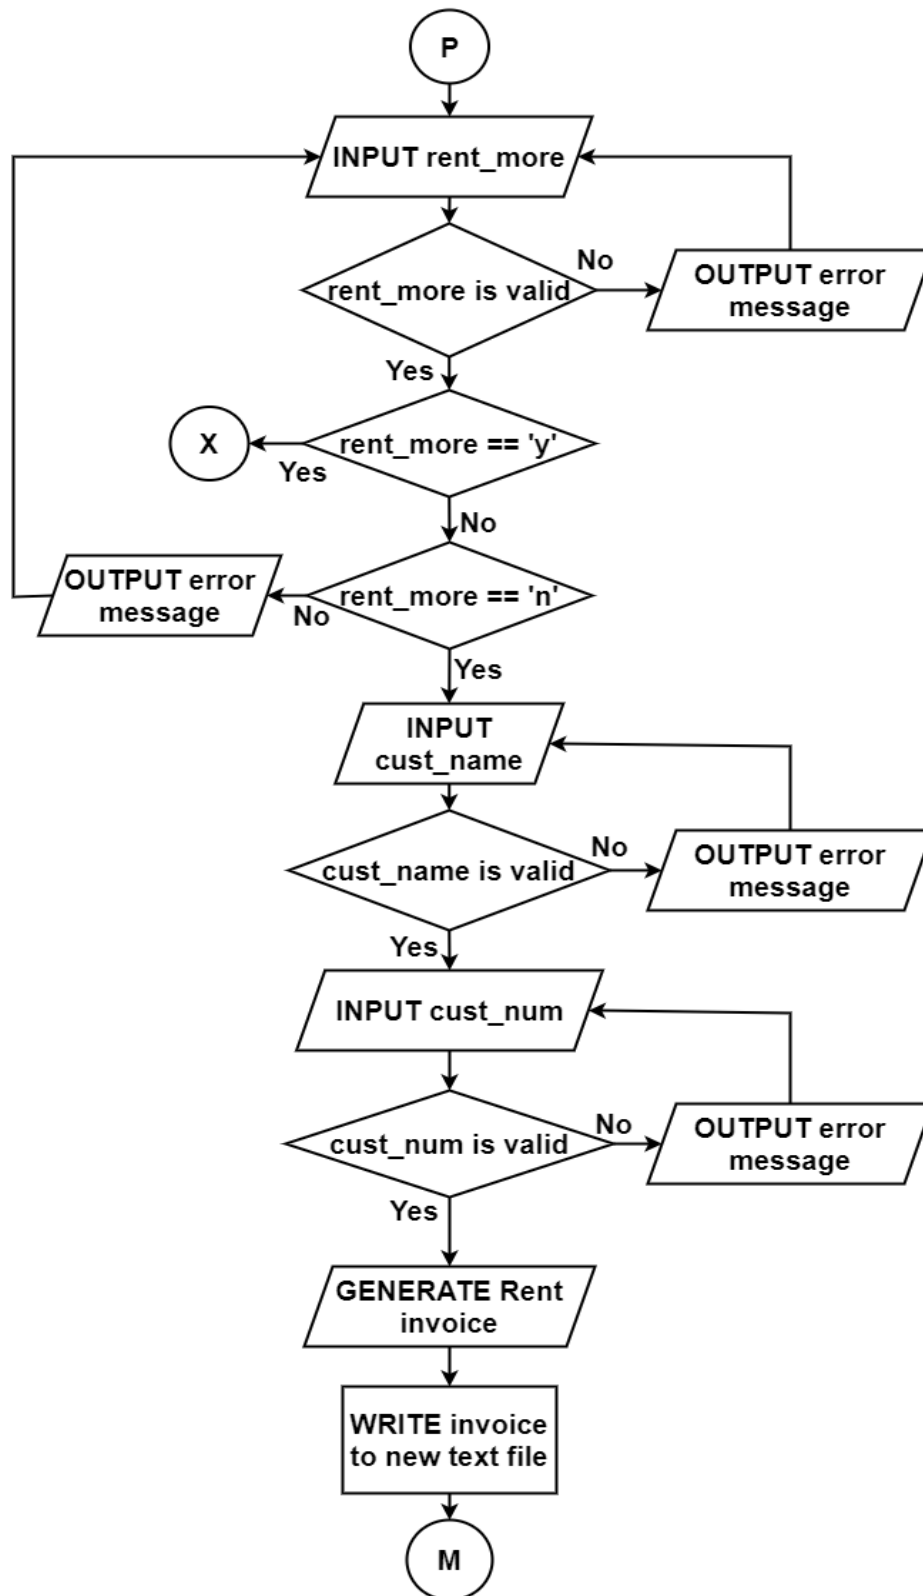 P
INPUT rent_more
No
rent_more is valid
OUTPUT error
message
Yes
rent_more == 'y'
X
Yes
No
OUTPUT error
message
rent_more == 'n'
No
Yes
INPUT
cust_name
No
cust_name is valid
OUTPUT error
message
Yes
INPUT cust_num
No
cust_num is valid
OUTPUT error
message
Yes
GENERATE Rent
invoice
WRITE invoice
to new text file
M